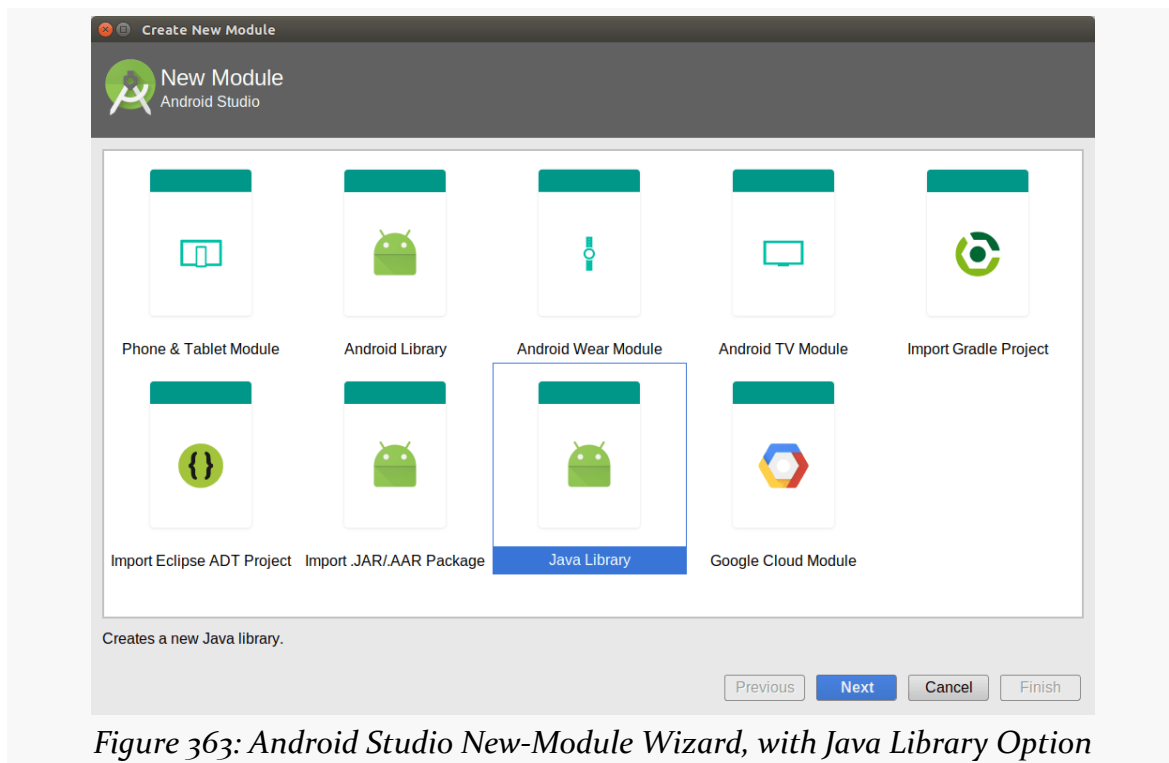 Create New Module
New Module
Android Studio
Phone & Tablet Module
Android Library
Android Wear Module
Android TV Module
Import Gradle Project
{}
Import Eclipse ADT Project
Import .JAR/.AAR Package
Java Library
Google Cloud Module
Creates a new Java library.
Previous
Next
Cancel
Finish
Figure 363: Android Studio New-Module Wizard, with Java Library Option